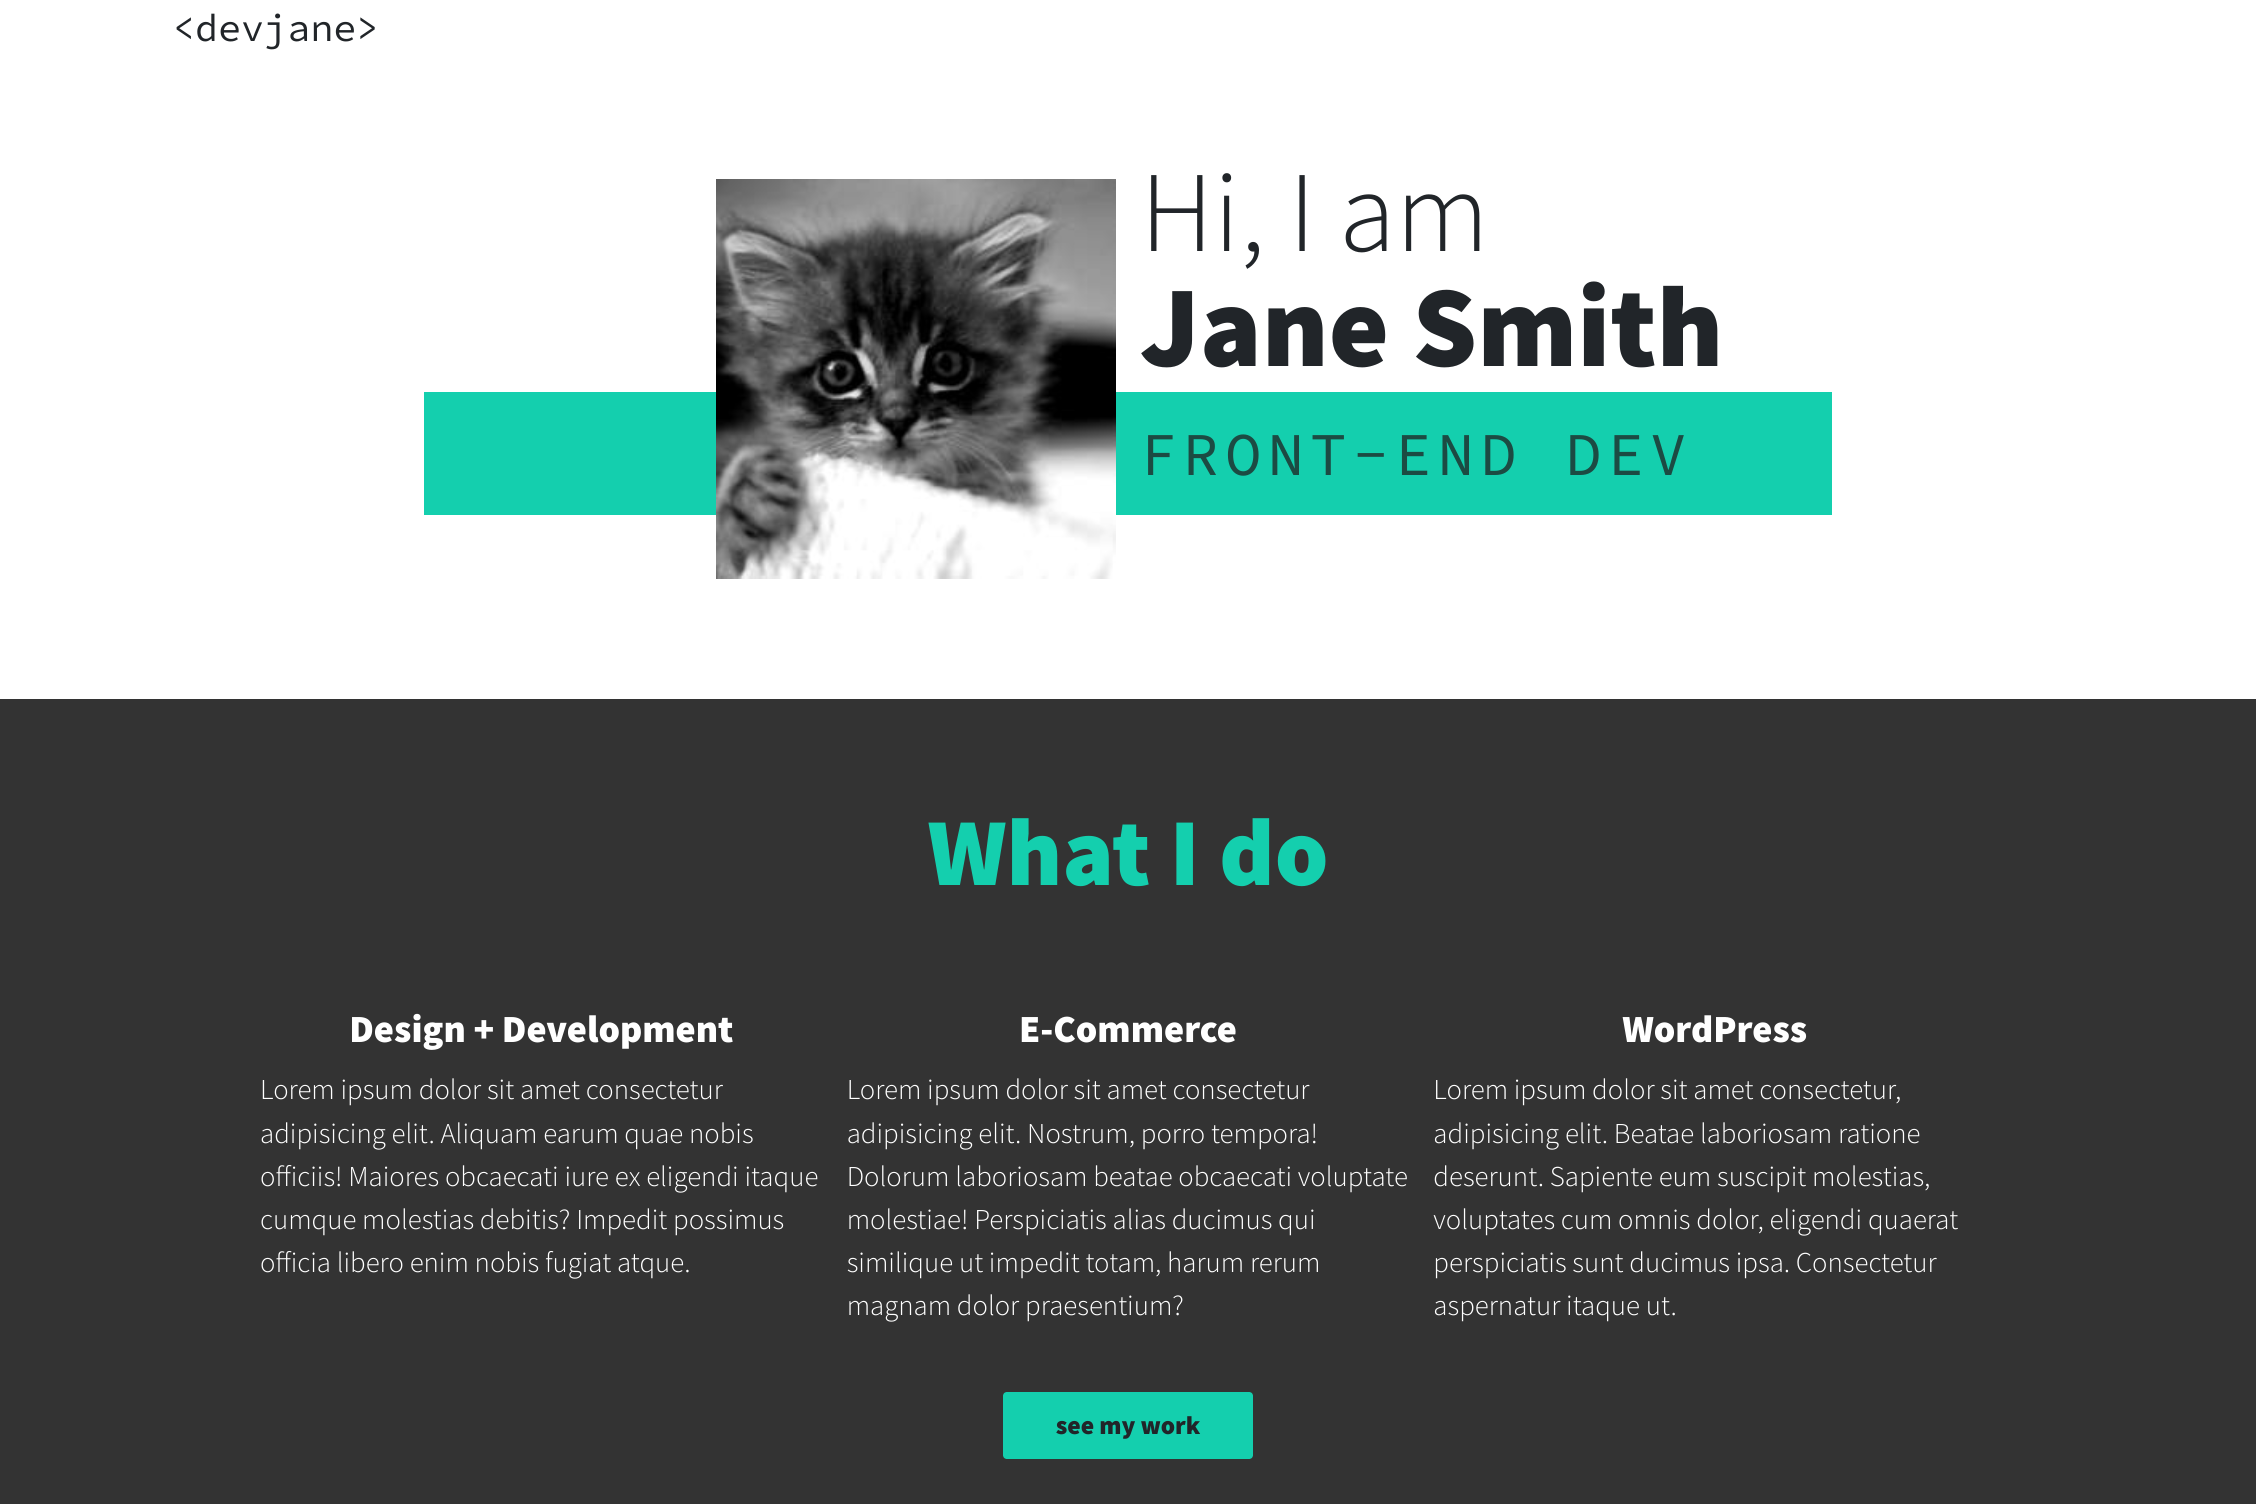 <devjane>
Hi, I am
Jane Smith
FRONT-END DEV
What I do
Design + Development
Lorem ipsum dolor sit amet consectetur
adipisicing elit. Aliquam earum quae nobis
officiis! Maiores obcaecati iure ex eligendi itaque
cumque molestias debitis? Impedit possimus
officia libero enim nobis fugiat atque.
E-Commerce
Lorem ipsum dolor sit amet consectetur
adipisicing elit. Nostrum, porro tempora!
Dolorum laboriosam beatae obcaecati voluptate
molestiae! Perspiciatis alias ducimus qui
similique ut impedit totam, harum rerum
magnam dolor praesentium?
WordPress
Lorem ipsum dolor sit amet consectetur,
adipisicing elit. Beatae laboriosam ratione
deserunt. Sapiente eum suscipit molestias,
voluptates cum omnis dolor, eligendi quaerat
perspiciatis sunt ducimus ipsa. Consectetur
aspernatur itaque ut.
see my work